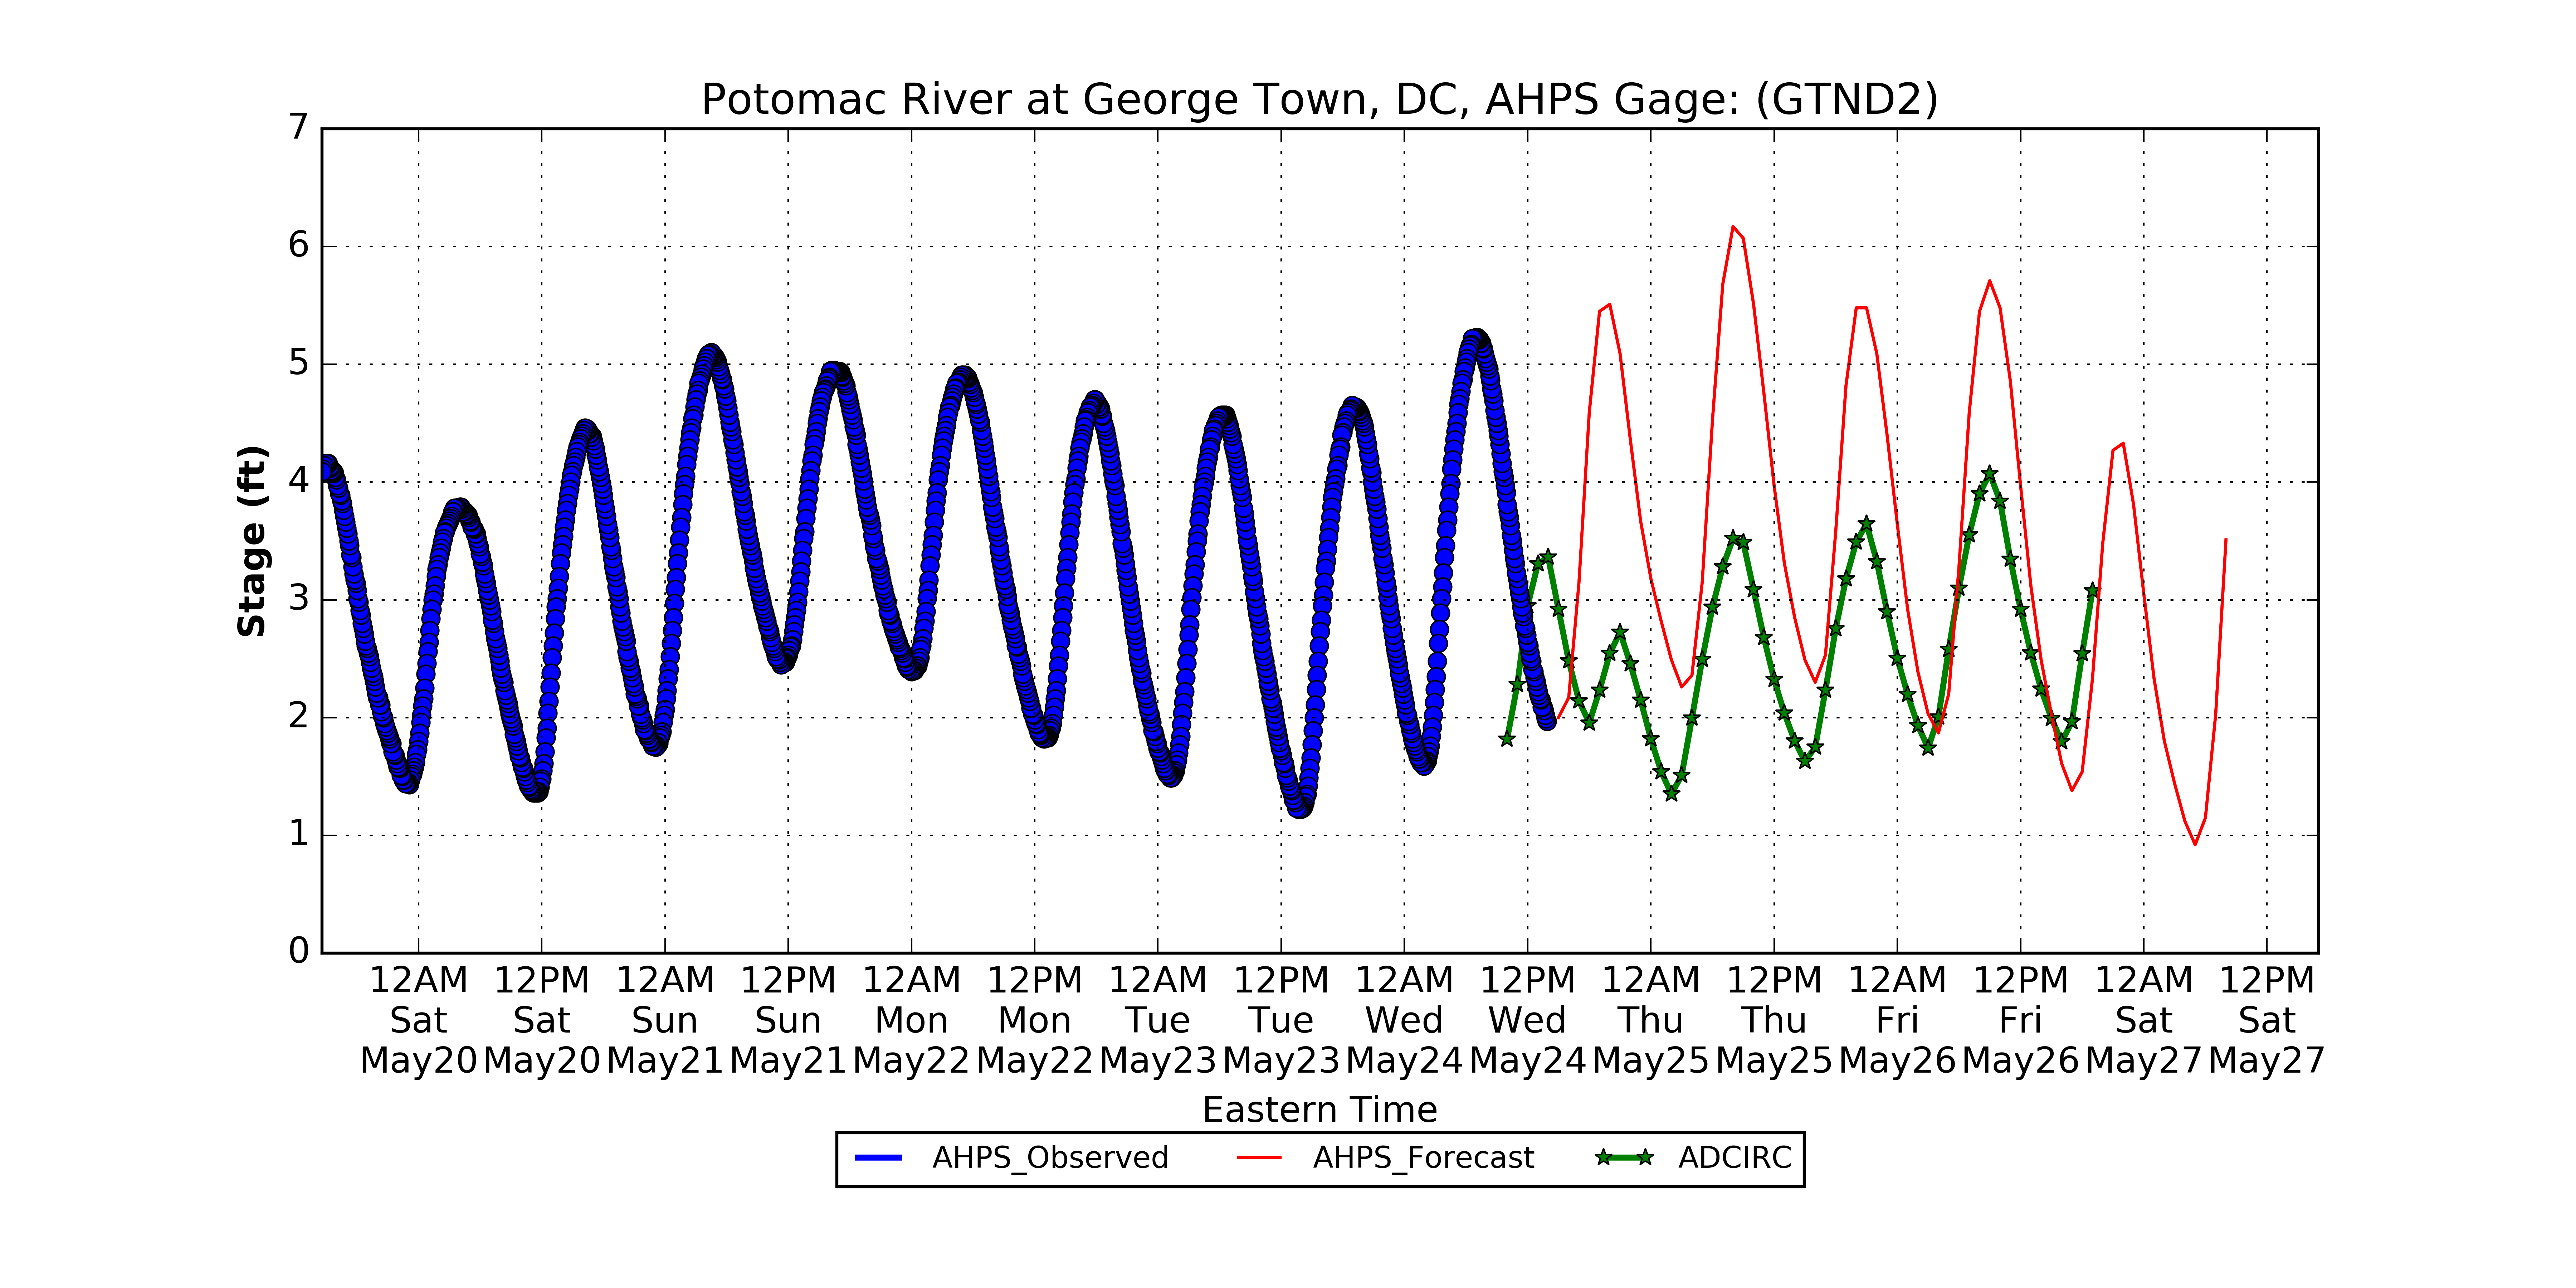 Potomac River at George Town, DC, AHPS Gage: (GTND2)
7
6
5
4
3
2
1
0
Stage (ft)
12AM 12PM 12AM 12PM 12AM 12PM 12AM 12PM 12AM 12PM 12AM 12PM 12AM 12PM 12AM 12PM
Sat Sat Sun Sun Mon Mon Tue Tue Wed Wed Thu Thu Fri Fri Sat Sat
May20 May20 May21 May21 May22 May22 May23 May23 May24 May24 May25 May25 May26 May26 May27 May27
Eastern Time
AHPS_Observed AHPS_Forecast ADCIRC